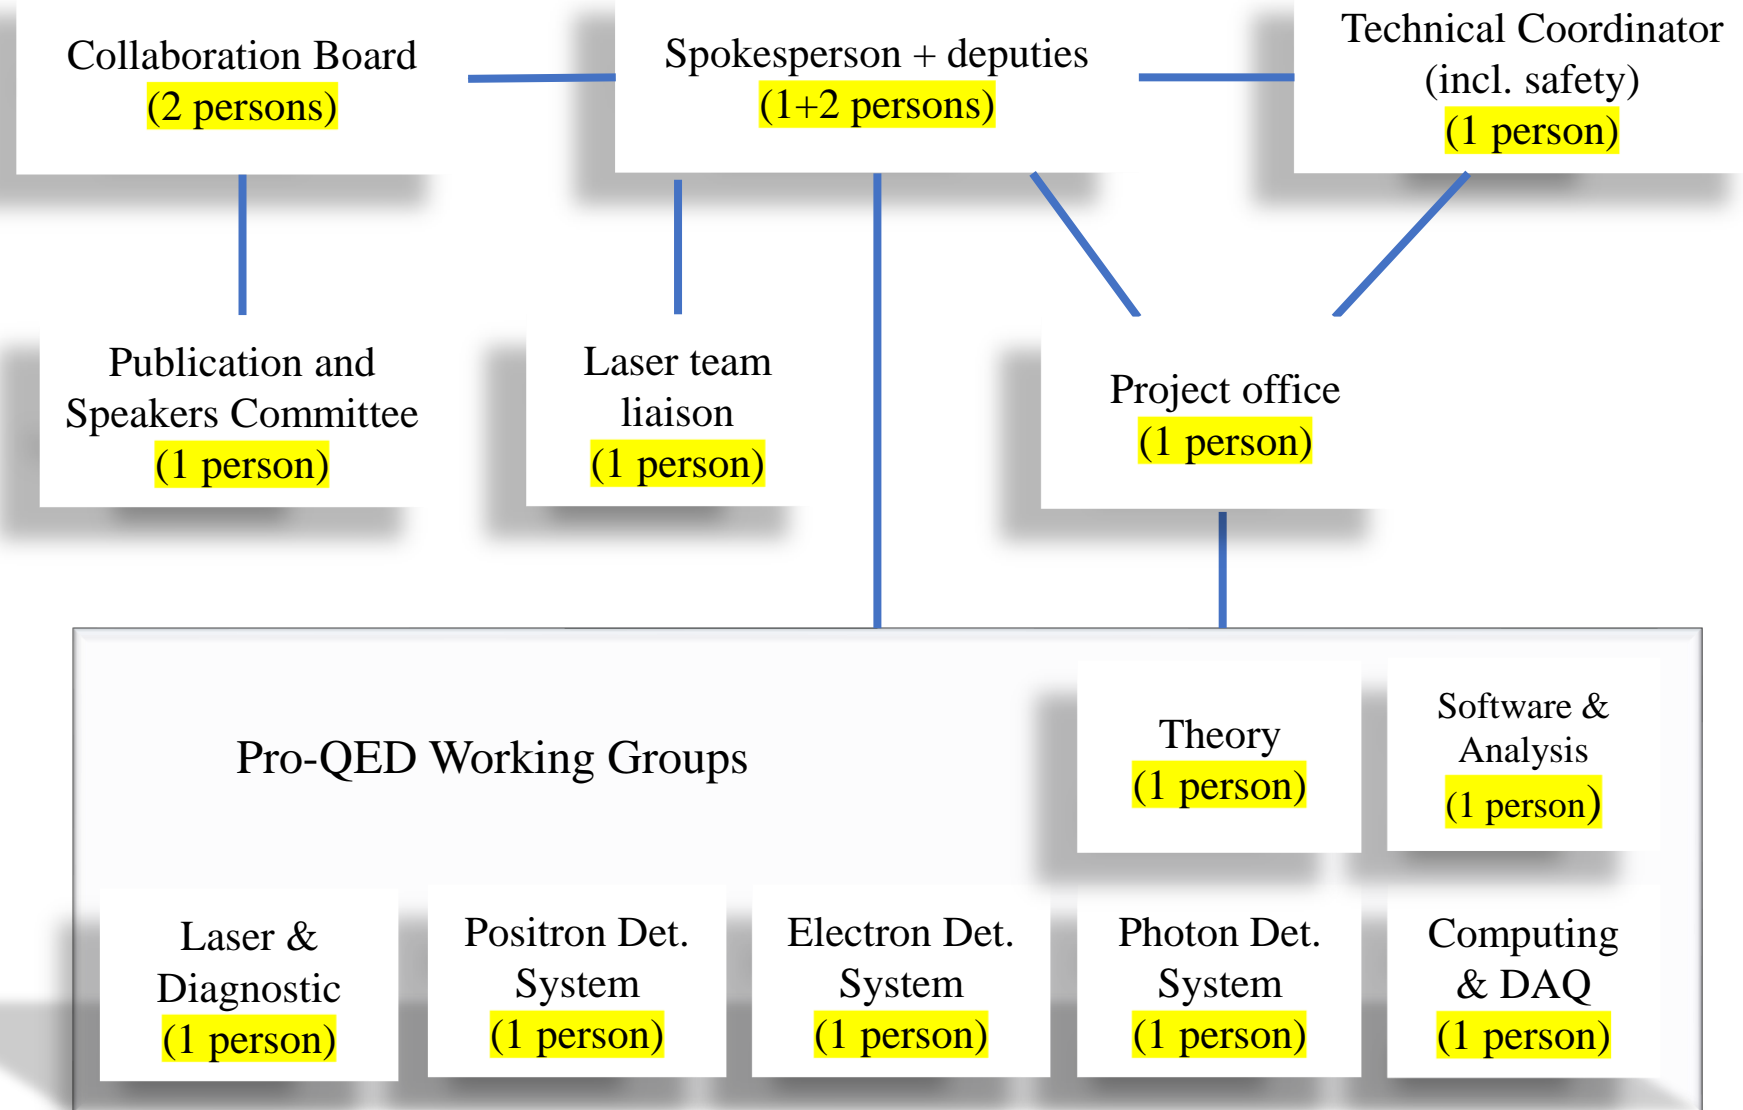 Collaboration Board
(2 persons)
Spokesperson + deputies
(1+2 persons)
Technical Coordinator
(incl. safety)
(1 person)
Publication and
Speakers Committee
(1 person)
Laser team
liaison
(1 person)
Project office
(1 person)
Pro-QED Working Groups
Theory
(1 person)
Software &
Analysis
(1 person)
Laser &
Diagnostic
(1 person)
Positron Det.
System
(1 person)
Electron Det.
System
(1 person)
Photon Det.
System
(1 person)
Computing
& DAQ
(1 person)